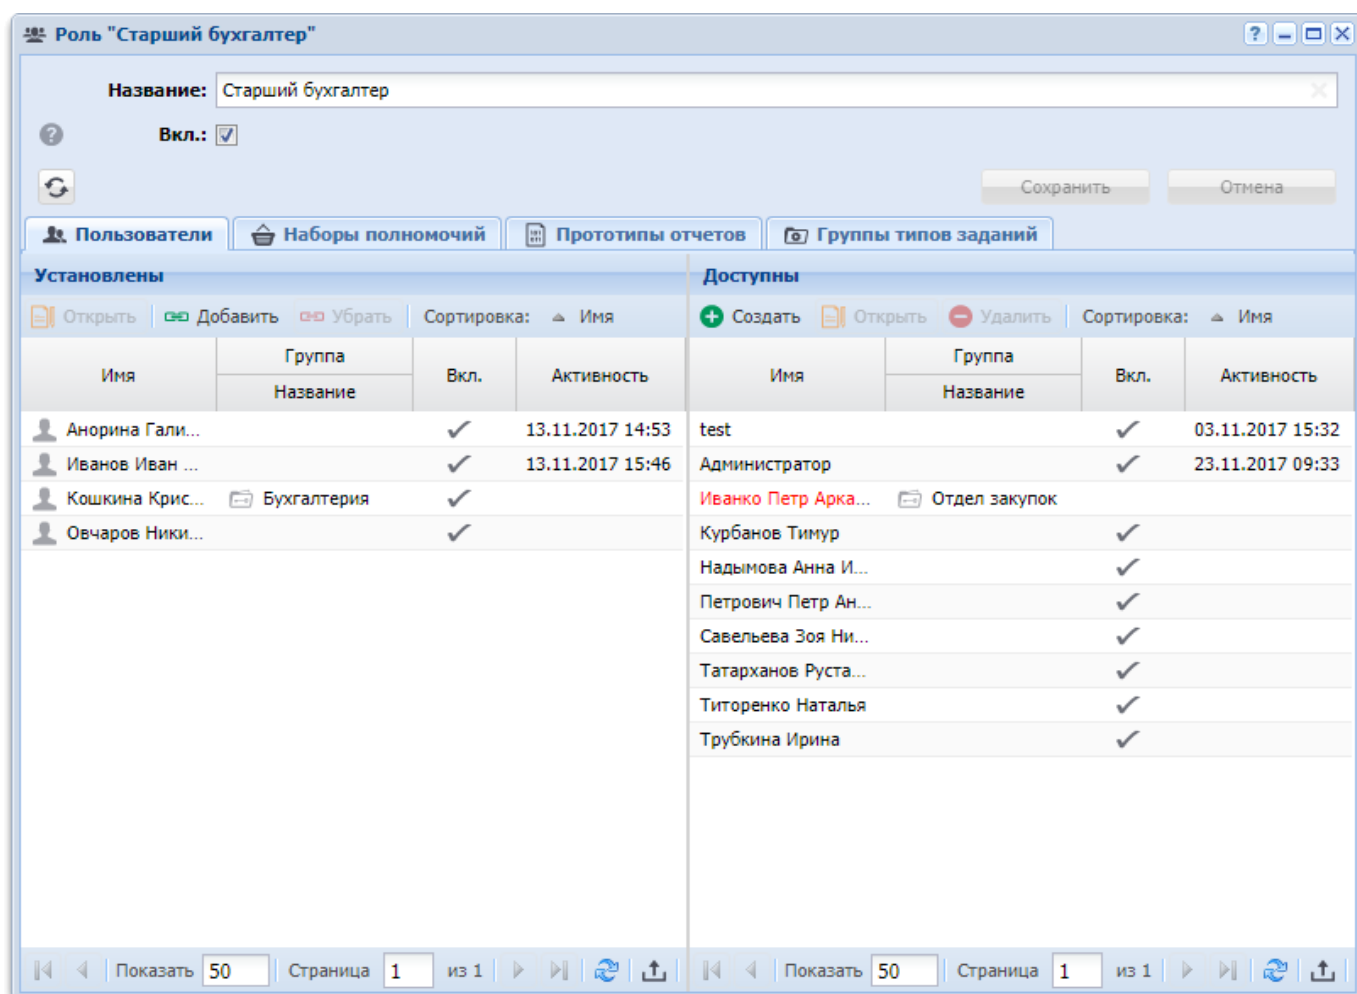 Роль "Старший бухгалтер"
Название: Старший бухгалтер
Вкл.:
Сохранить Отмена
Пользователи Наборы полномочий Прототипы отчетов Группы типов заданий
Установлены
Открыть Добавить Убрать Сортировка: Имя
Имя Группа Вкл. Активность
Название
Анорина Гали... 13.11.2017 14:53
Иванов Иван ... 13.11.2017 15:46
Кошкина Крис... Бухгалтерия
Овчаров Ники...
Показать 50 Страница 1 из 1
Доступны
Создать Открыть Удалить Сортировка: Имя
Имя Группа Вкл. Активность
Название
test 03.11.2017 15:32
Администратор 23.11.2017 09:33
Иванко Петр Арка... Отдел закупок
Курбанов Тимур
Надымова Анна И...
Петрович Петр Ан...
Савельева Зоя Ни...
Татарханов Руста...
Титоренко Наталья
Трубкина Ирина
Показать 50 Страница 1 из 1